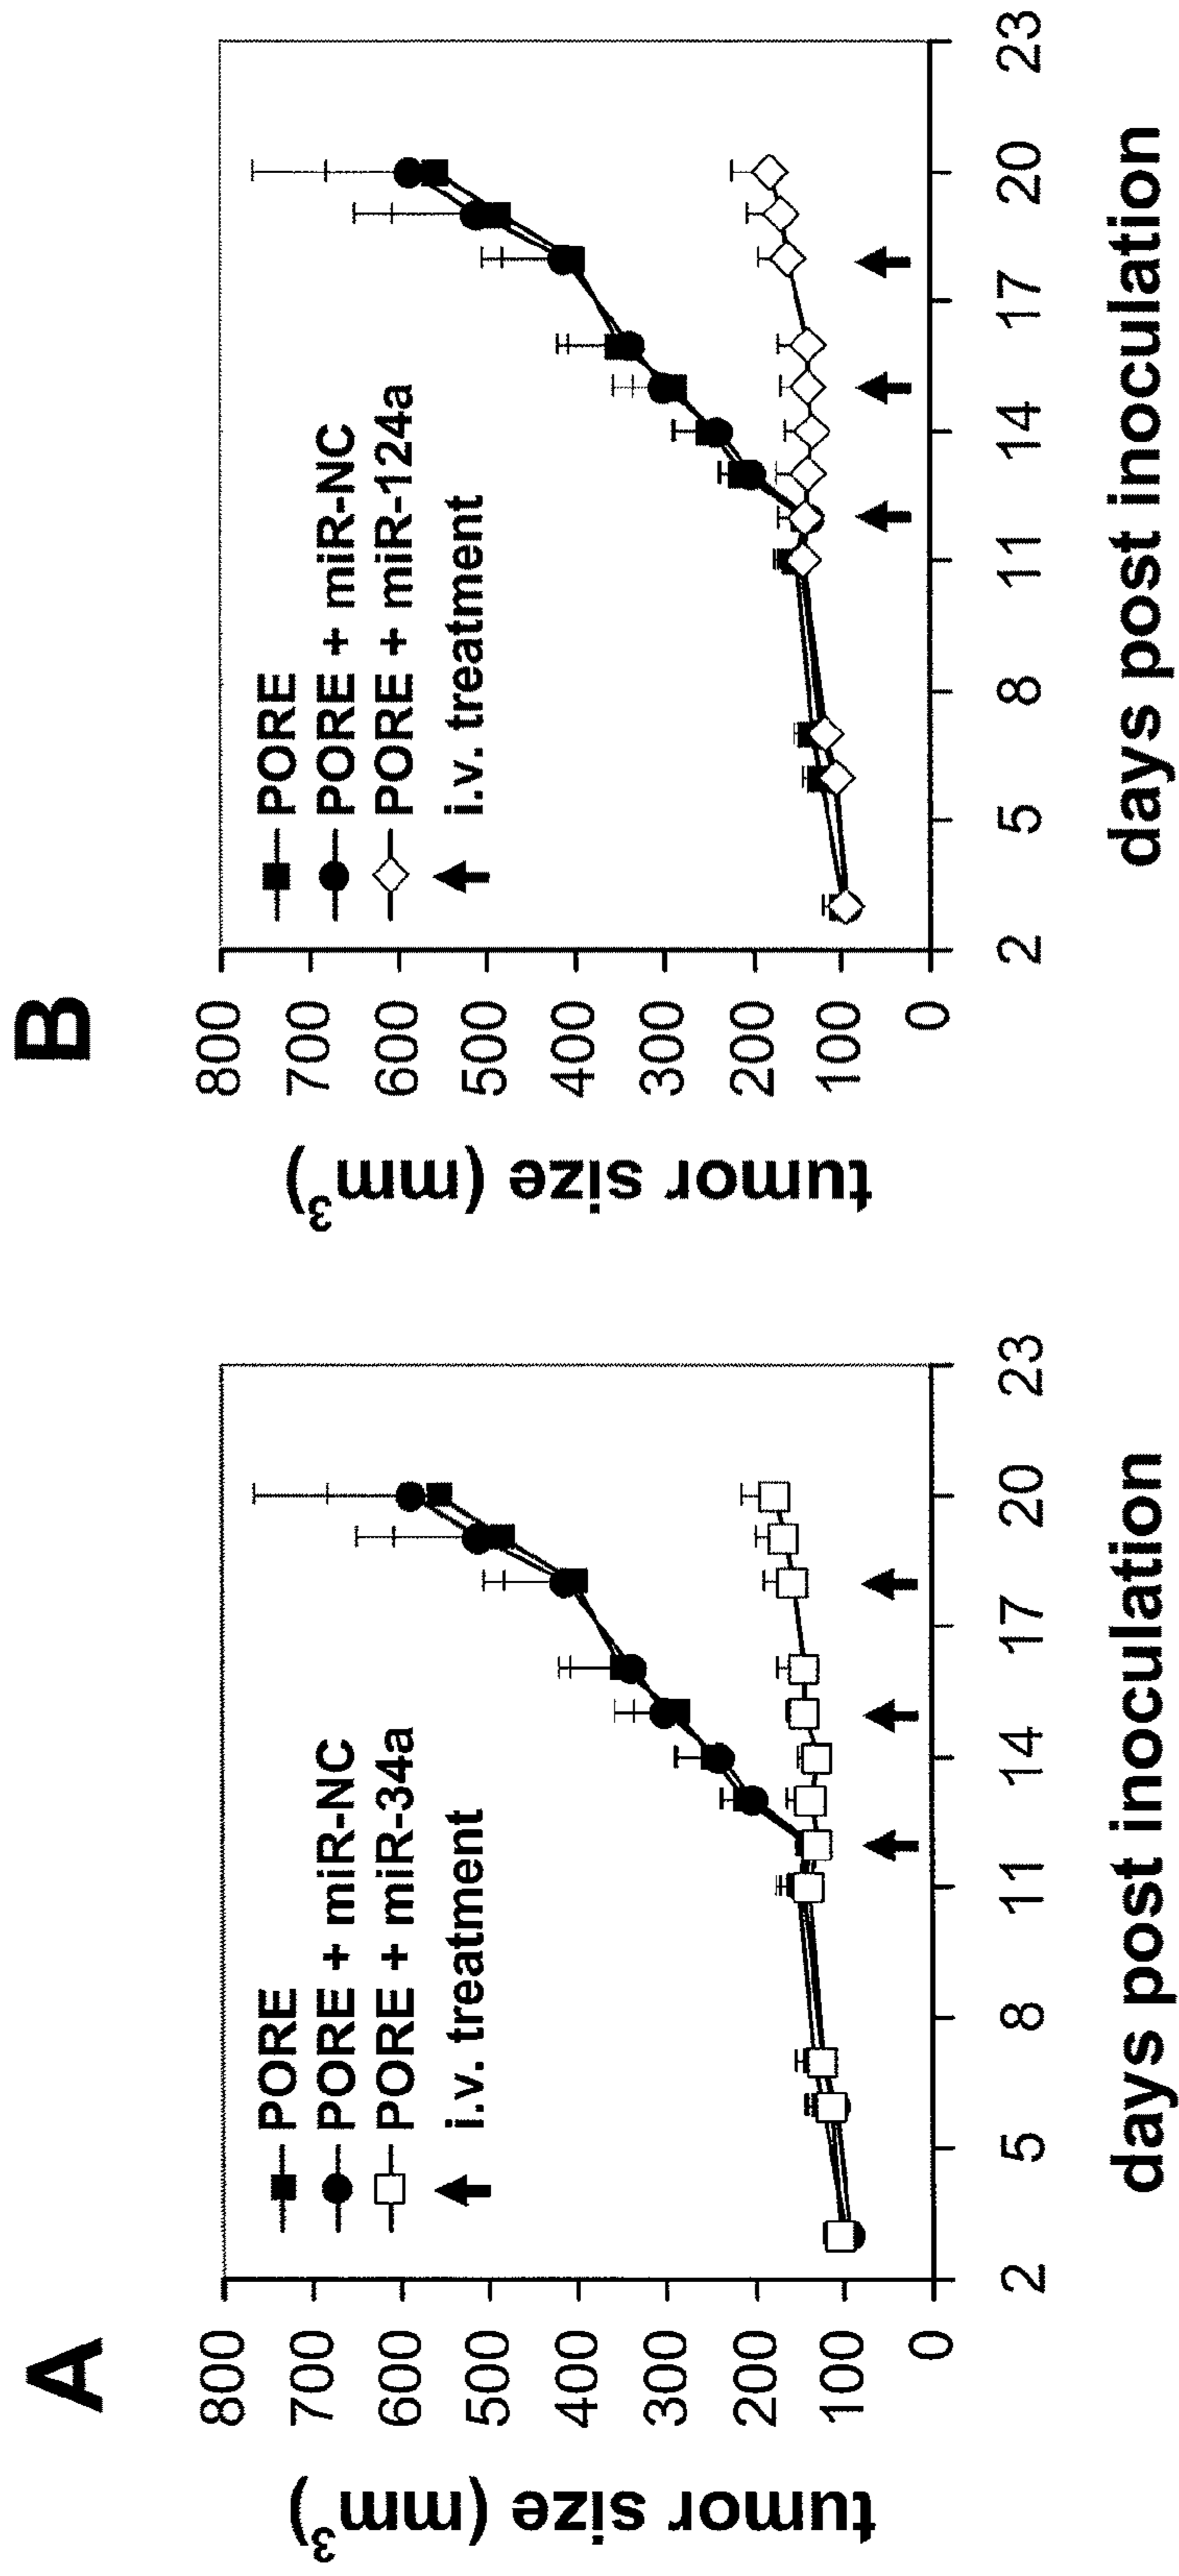 A
tumor size (mm³)
800
700
600
500
400
300
200
100
0
PORE
PORE + miR-NC
PORE + miR-34a
i.v. treatment
2 5 8 11 14 17 20 23
days post inoculation
B
tumor size (mm³)
800
700
600
500
400
300
200
100
0
PORE
PORE + miR-NC
PORE + miR-124a
i.v. treatment
2 5 8 11 14 17 20 23
days post inoculation